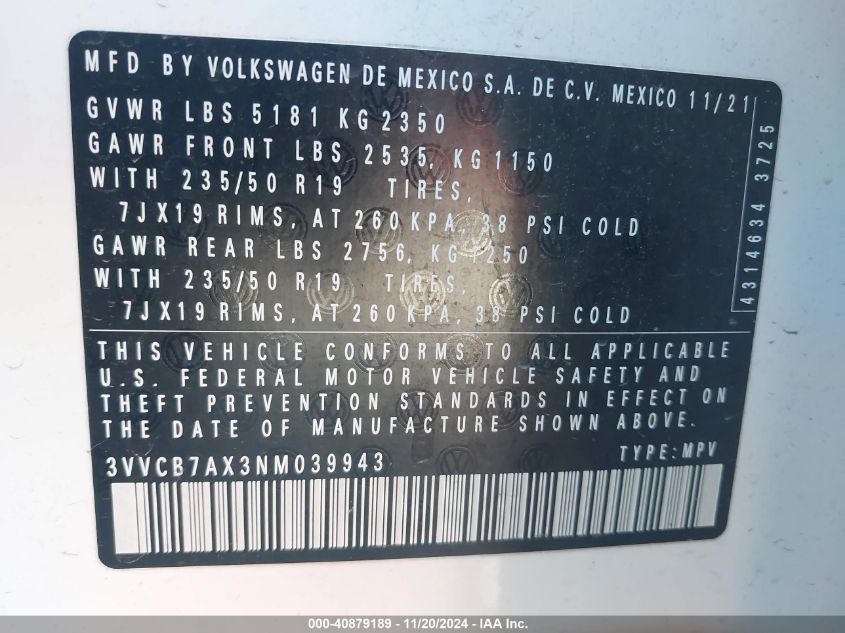 MFD BY VOLKSWAGEN DE MEXICO S.A. DE C.V. MEXICO 11/21
GVWR LBS 5181 KG 2350
GAWR FRONT LBS 2535, KG 1150
WITH 235/50 R19 TIRES,
7JX19 RIMS, AT 260 KPA, 38 PSI COLD
GAWR REAR LBS 2756, KG 1250
WITH 235/50 R19 TIRES,
7JX19 RIMS, AT 260 KPA, 38 PSI COLD
4314634 3725
THIS VEHICLE CONFORMS TO ALL APPLICABLE
U.S. FEDERAL MOTOR VEHICLE SAFETY AND
THEFT PREVENTION STANDARDS IN EFFECT ON
THE DATE OF MANUFACTURE SHOWN ABOVE.
3VVCB7AX3NM039943 TYPE:MPV
000-40879189 - 11/20/2024 - IAA Inc.